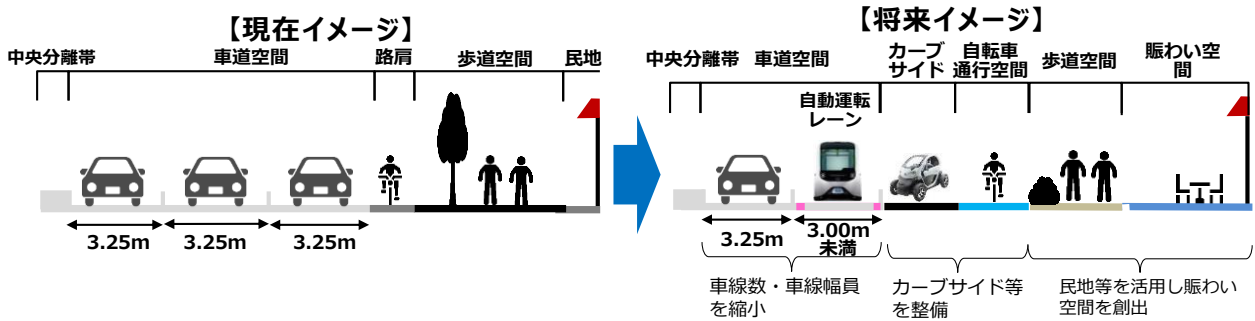 【現在イメージ】
中央分離帯
車道空間
路肩
歩道空間
民地
3.25m
3.25m
3.25m
【将来イメージ】
中央分離帯
車道空間
カーブ
サイド
自転車
通行空間
歩道空間
賑わい空
間
自動運転
レーン
3.25m
3.00m
未満
車線数・車線幅員
を縮小
カーブサイド等
を整備
民地等を活用し賑わい
空間を創出